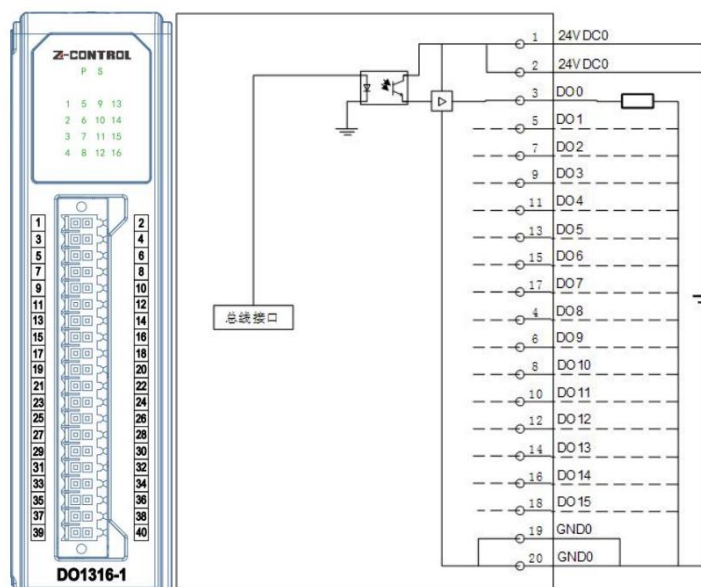 Z-CONTROL
P S
1 5 9 13
2 6 10 14
3 7 11 15
4 8 12 16
1 2
3 4
5 6
7 8
9 10
11 12
13 14
15 16
17 18
19 20
21 22
23 24
25 26
27 28
29 30
31 32
33 34
35 36
37 38
39 40
DO1316-1
总线接口
1 24VDC0
2 24VDC0
3 DO0
5 DO1
7 DO2
9 DO3
11 DO4
13 DO5
15 DO6
17 DO7
4 DO8
6 DO9
8 DO10
10 DO11
12 DO12
14 DO13
16 DO14
18 DO15
19 GND0
20 GND0